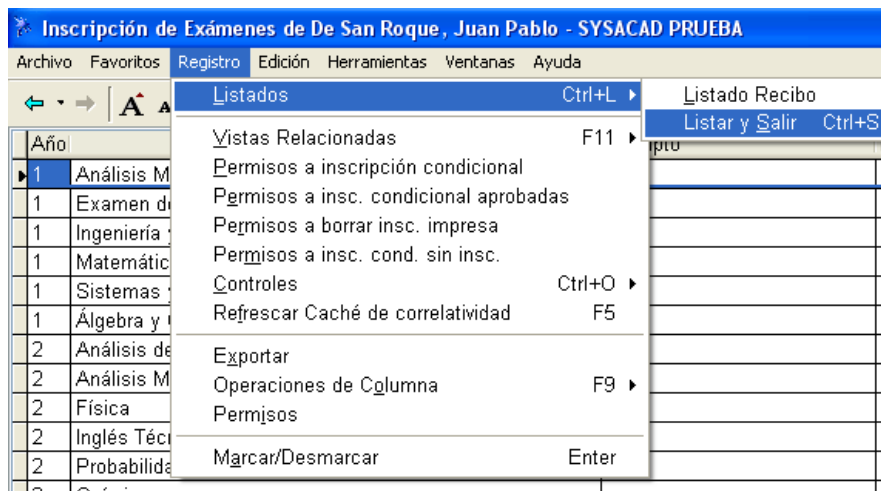 Inscripción de Exámenes de De San Roque, Juan Pablo - SYSACAD PRUEBA
Archivo Favoritos Registro Edición Herramientas Ventanas Ayuda
A A
Listados Ctrl+L
Listado Recibo
Listar y Salir Ctrl+S
Vistas Relacionadas F11
Permisos a inscripción condicional
Permisos a insc. condicional aprobadas
Permisos a borrar insc. impresa
Permisos a insc. cond. sin insc.
Controles Ctrl+O
Refrescar Caché de correlatividad F5
Exportar
Operaciones de Columna F9
Permisos
Marcar/Desmarcar Enter
Año
1 Análisis M
1 Examen d
1 Ingeniería
1 Matemátic
1 Sistemas
1 Álgebra y
2 Análisis de
2 Análisis M
2 Física
2 Inglés Téc
2 Probabilida